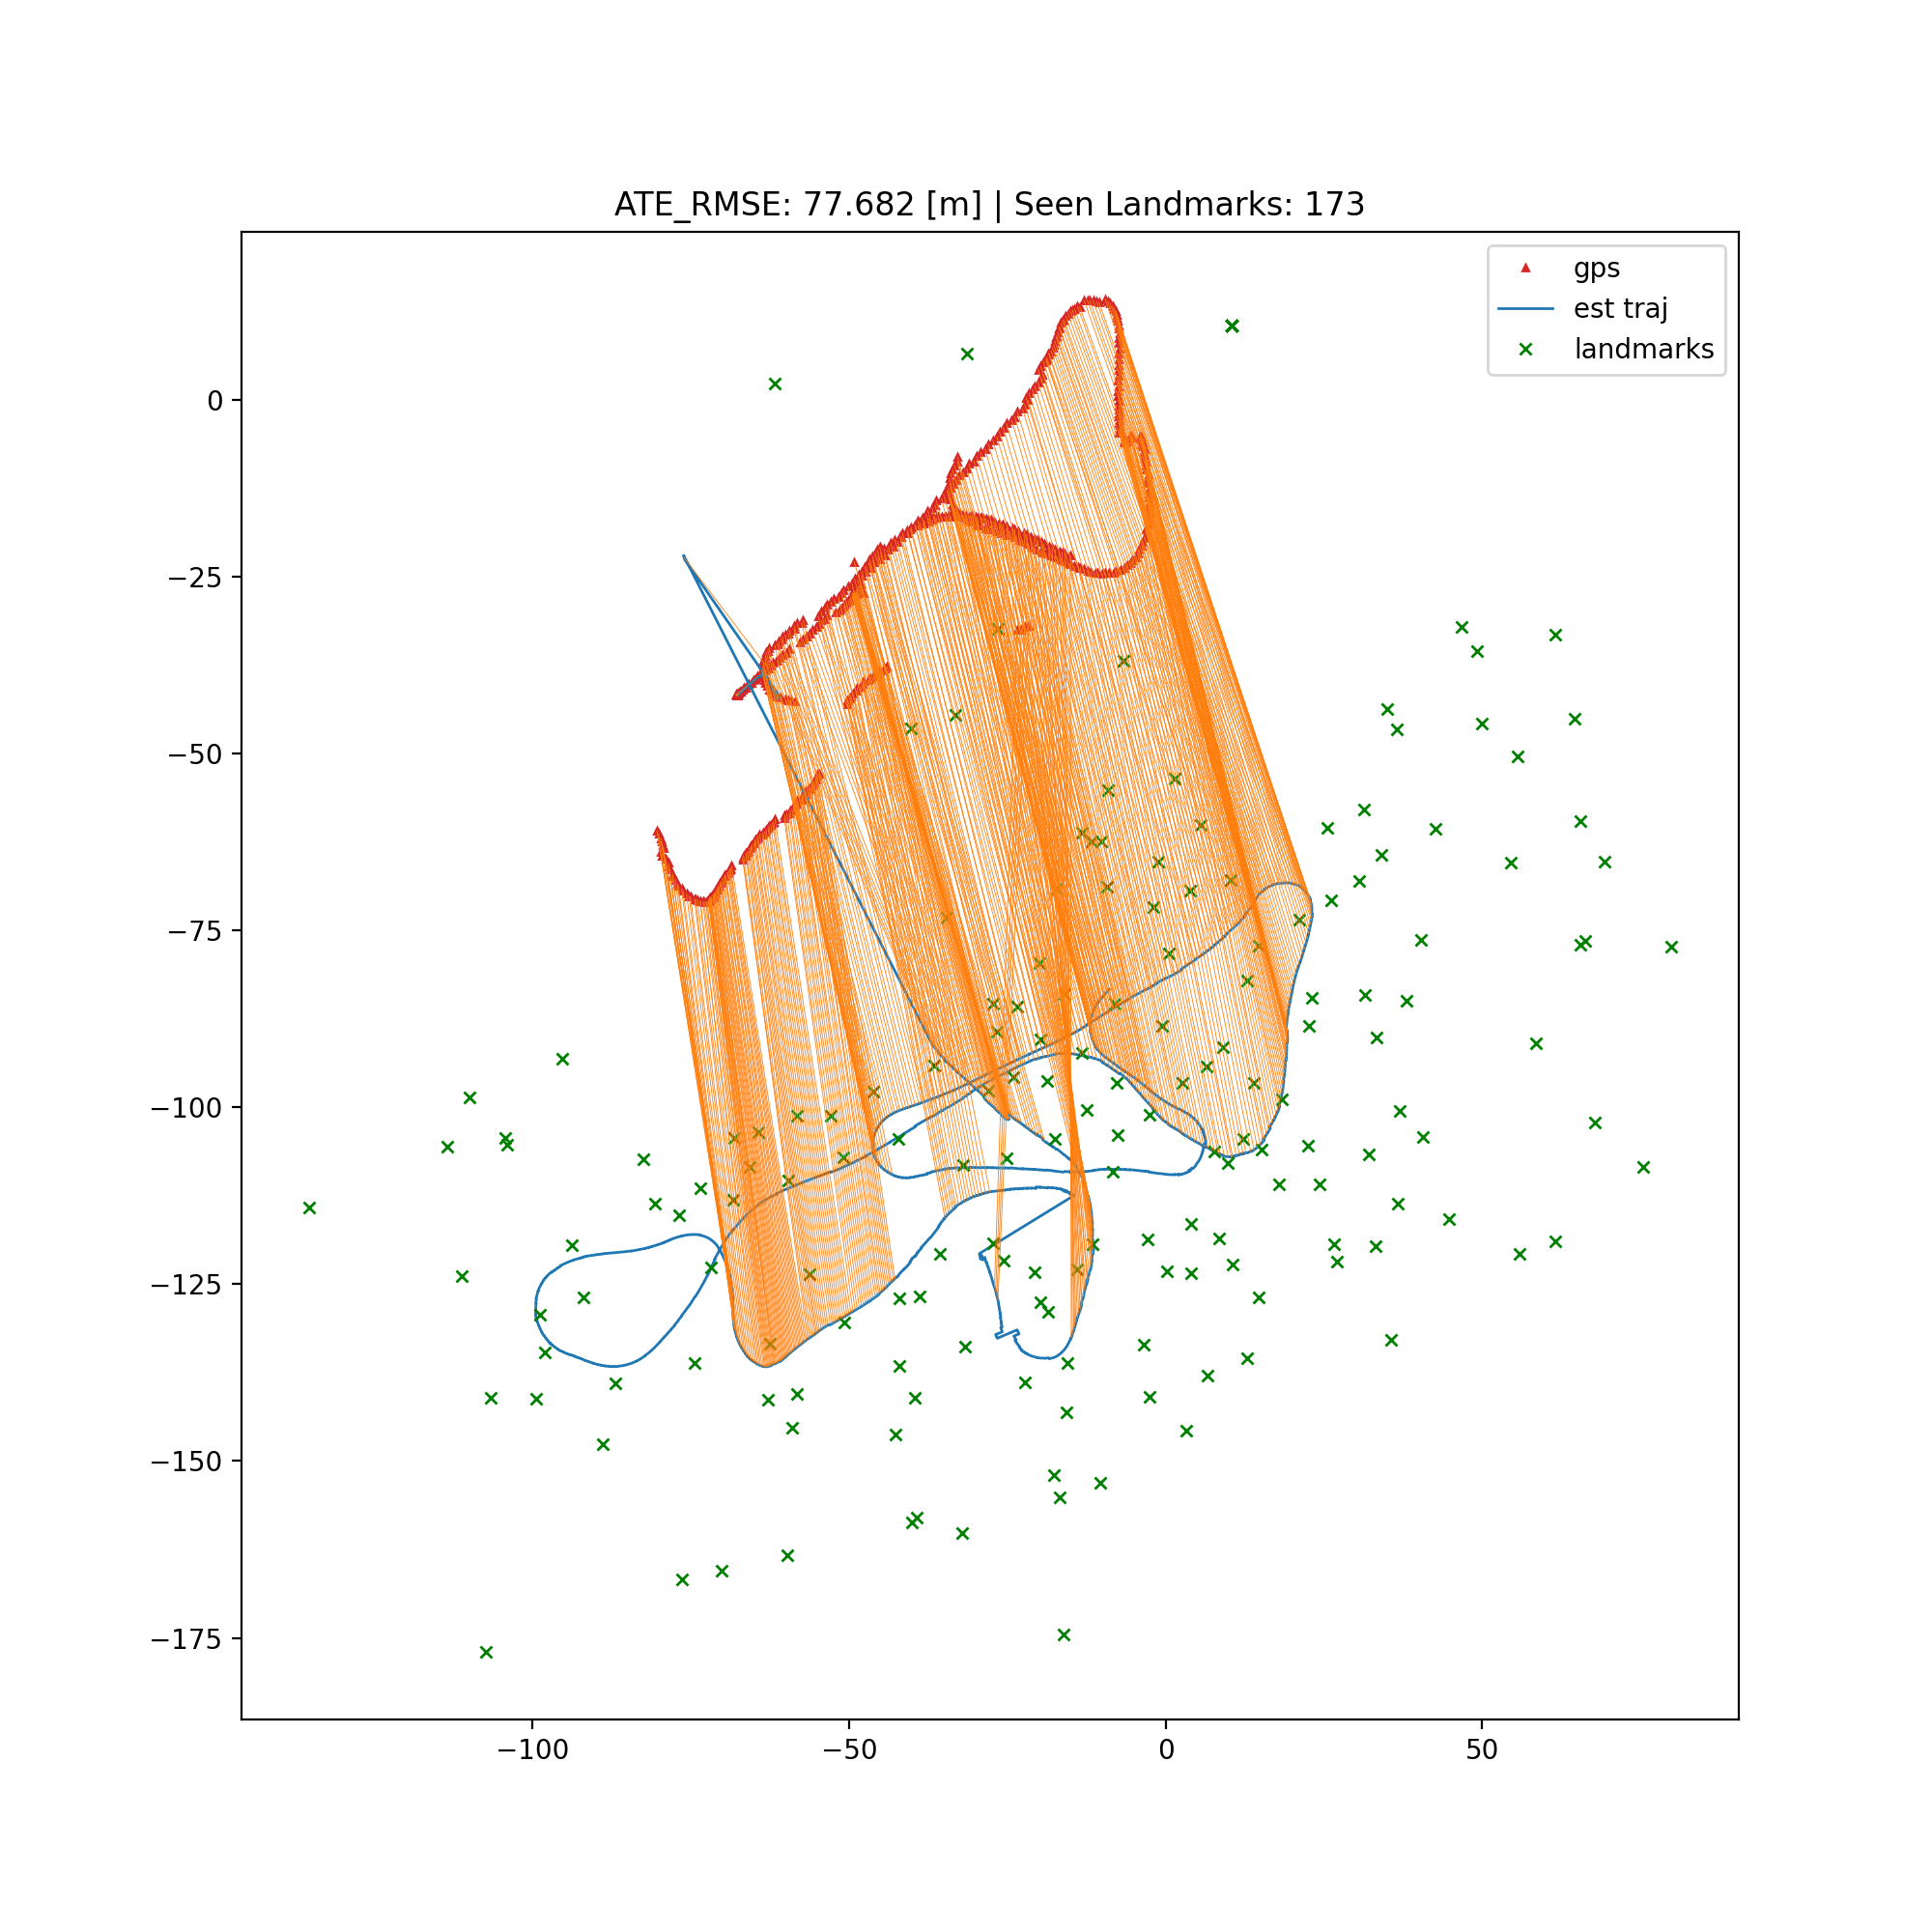 ATE_RMSE: 77.682 [m] | Seen Landmarks: 173
gps
est traj
landmarks
0
−25
−50
−75
−100
−125
−150
−175
−100 −50 0 50